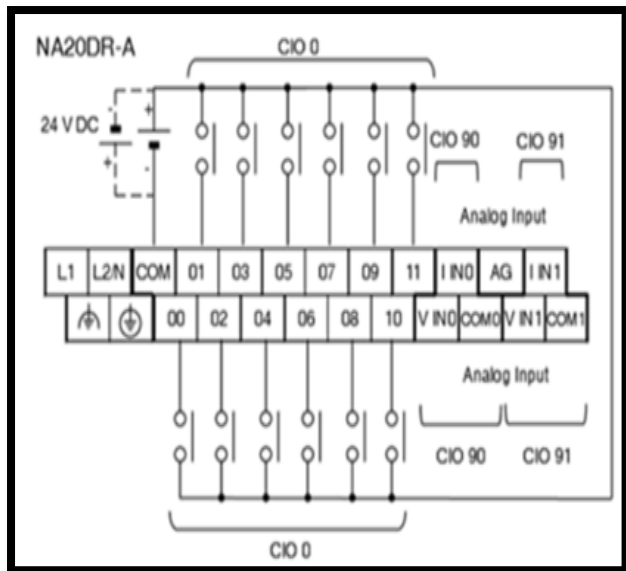 NA20DR-A
CIO 0
24 V DC
-
+
+
-
CIO 90
CIO 91
Analog Input
L1 L2/N COM 01 03 05 07 09 11 I IN0 AG I IN1
00 02 04 06 08 10 V IN0 COM0 V IN1 COM1
Analog Input
CIO 90
CIO 91
CIO 0